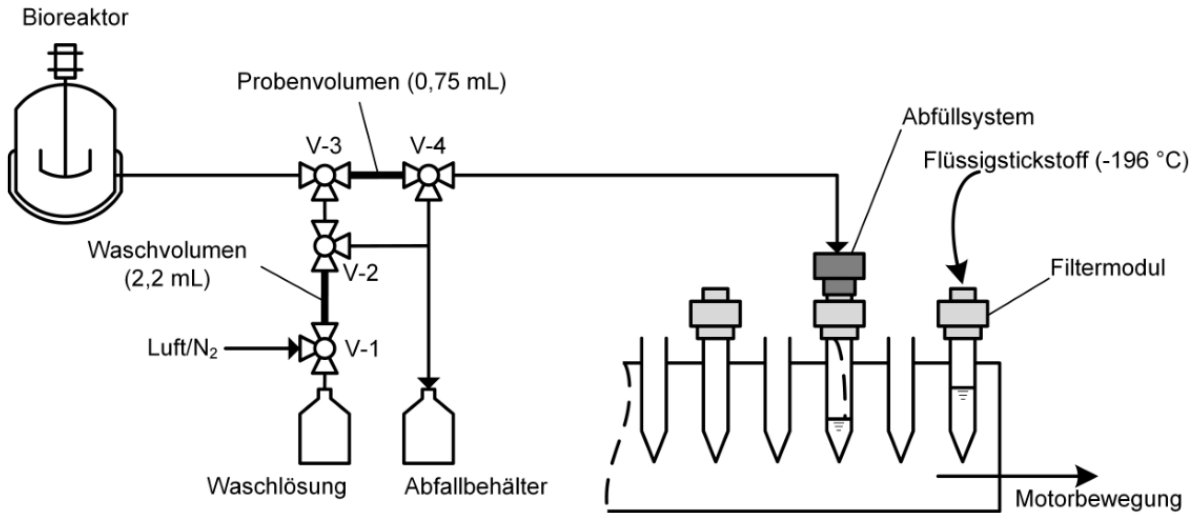 Bioreaktor
Probenvolumen (0,75 mL)
V-3
V-4
Abfüllsystem
Flüssigstickstoff (-196 °C)
Waschvolumen
(2,2 mL)
V-2
Filtermodul
Luft/N₂
V-1
Waschlösung
Abfallbehälter
Motorbewegung